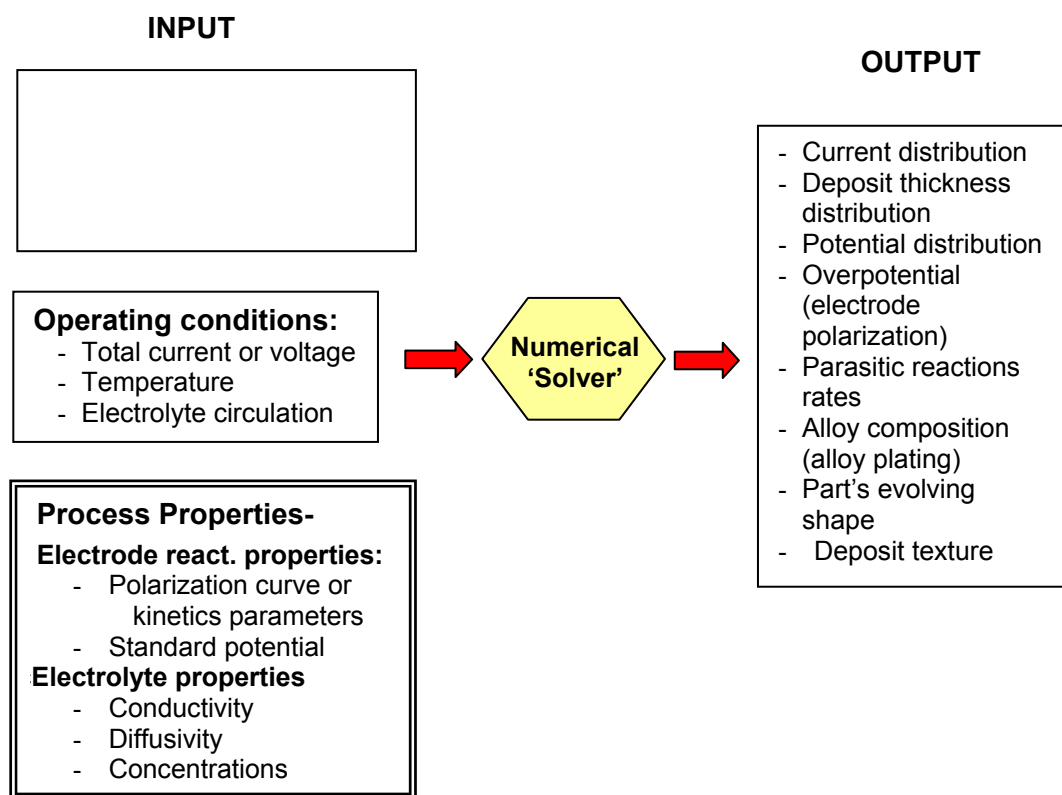 INPUT
OUTPUT
Operating conditions:
- Total current or voltage
- Temperature
- Electrolyte circulation
Process Properties-
Electrode react. properties:
- Polarization curve or
kinetics parameters
- Standard potential
Electrolyte properties
- Conductivity
- Diffusivity
- Concentrations
Numerical
'Solver'
- Current distribution
- Deposit thickness
distribution
- Potential distribution
- Overpotential
(electrode
polarization)
- Parasitic reactions
rates
- Alloy composition
(alloy plating)
- Part's evolving
shape
- Deposit texture